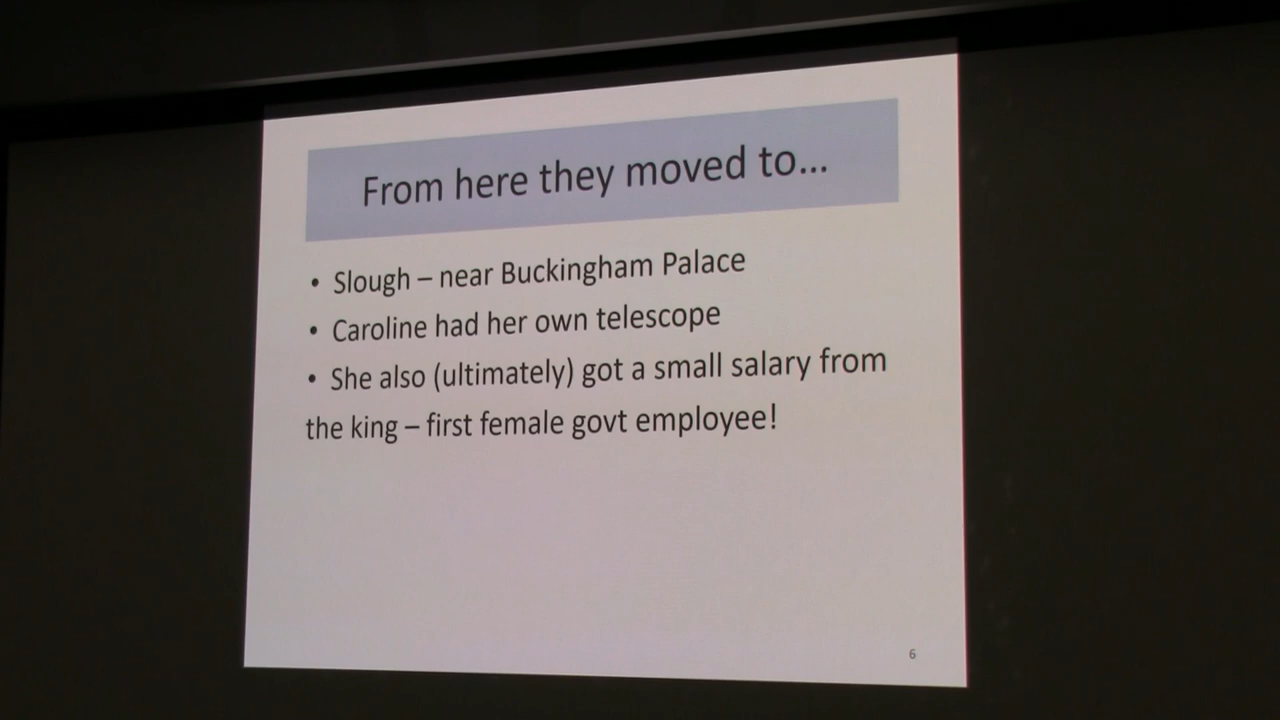 From here they moved to...
• Slough – near Buckingham Palace
• Caroline had her own telescope
• She also (ultimately) got a small salary from
the king – first female govt employee!
6